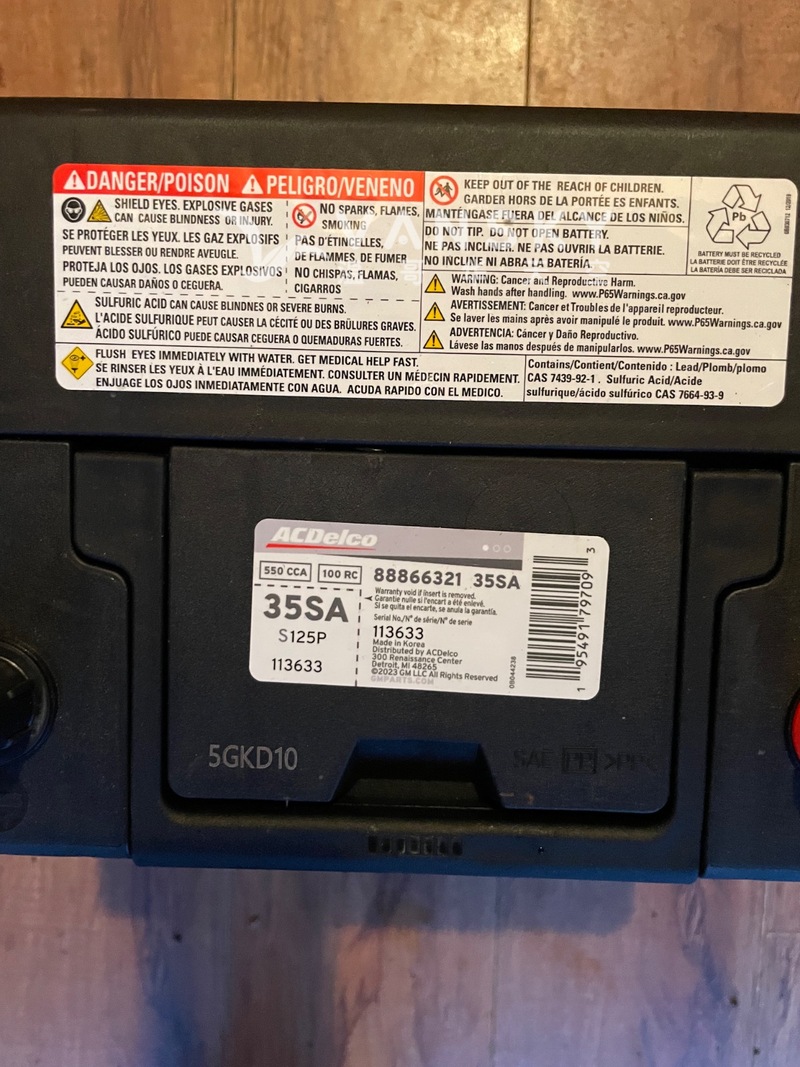 DANGER/POISON PELIGRO/VENENO
SHIELD EYES. EXPLOSIVE GASES
CAN CAUSE BLINDNESS OR INJURY.
SE PROTÉGER LES YEUX. LES GAZ EXPLOSIFS
PEUVENT BLESSER OU RENDRE AVEUGLE.
PROTEJA LOS OJOS. LOS GASES EXPLOSIVOS
PUEDEN CAUSAR DAÑOS O CEGUERA.
NO SPARKS, FLAMES,
SMOKING
PAS D'ÉTINCELLES,
DE FLAMMES, DE FUMER
NO CHISPAS, FLAMAS,
CIGARROS
SULFURIC ACID CAN CAUSE BLINDNES OR SEVERE BURNS.
L'ACIDE SULFURIQUE PEUT CAUSER LA CÉCITÉ OU DES BRÛLURES GRAVES.
ÁCIDO SULFÚRICO PUEDE CAUSAR CEGUERA O QUEMADURAS FUERTES.
FLUSH EYES IMMEDIATELY WITH WATER. GET MEDICAL HELP FAST.
SE RINSER LES YEUX À L'EAU IMMÉDIATEMENT. CONSULTER UN MÉDECIN RAPIDEMENT.
ENJUAGE LOS OJOS INMEDIATAMENTE CON AGUA. ACUDA RAPIDO CON EL MEDICO.
KEEP OUT OF THE REACH OF CHILDREN.
GARDER HORS DE LA PORTÉE ES ENFANTS.
MANTÉNGASE FUERA DEL ALCANCE DE LOS NIÑOS.
DO NOT TIP. DO NOT OPEN BATTERY.
NE PAS INCLINER. NE PAS OUVRIR LA BATTERIE.
NO INCLINE NI ABRA LA BATERÍA.
Pb
BATTERY MUST BE RECYCLED
LA BATTERIE DOIT ÊTRE RECYCLÉE
LA BATERÍA DEBE SER RECICLADA
WARNING: Cancer and Reproductive Harm.
Wash hands after handling. www.P65Warnings.ca.gov
AVERTISSEMENT: Cancer et Troubles de l'appareil reproducteur.
Se laver les mains après avoir manipulé le produit. www.P65Warnings.ca.gov
ADVERTENCIA: Cáncer y Daño Reproductivo.
Lávese las manos después de manipularlos. www.P65Warnings.ca.gov
Contains/Contient/Contenido : Lead/Plomb/plomo
CAS 7439-92-1 . Sulfuric Acid/Acide
sulfurique/ácido sulfúrico CAS 7664-93-9
ACDelco
550 CCA 100 RC 88866321 35SA
Warranty void if insert is removed.
Garantie nulle si l'encart a été enlevé.
Si se quita el encarte, se anula la garantía.
35SA
S125P
113633
Serial No./N° de série/N° de serie
113633
Made in Korea
Distributed by ACDelco
300 Renaissance Center
Detroit, MI 48265
©2023 GM LLC All Rights Reserved
GMPARTS.COM
08044238
1 95491 79709 3
5GKD10